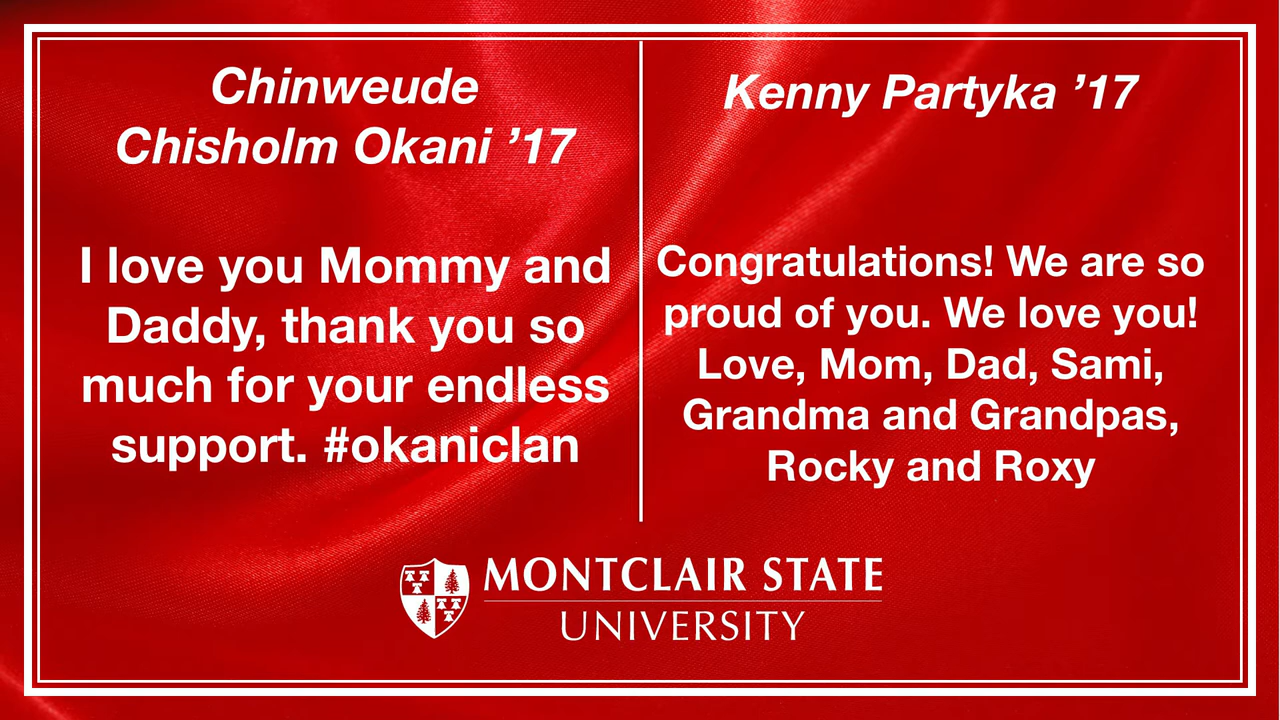 Chinweude
Chisholm Okani ’17
I love you Mommy and
Daddy, thank you so
much for your endless
support. #okaniclan
Kenny Partyka ’17
Congratulations! We are so
proud of you. We love you!
Love, Mom, Dad, Sami,
Grandma and Grandpas,
Rocky and Roxy
MONTCLAIR STATE
UNIVERSITY